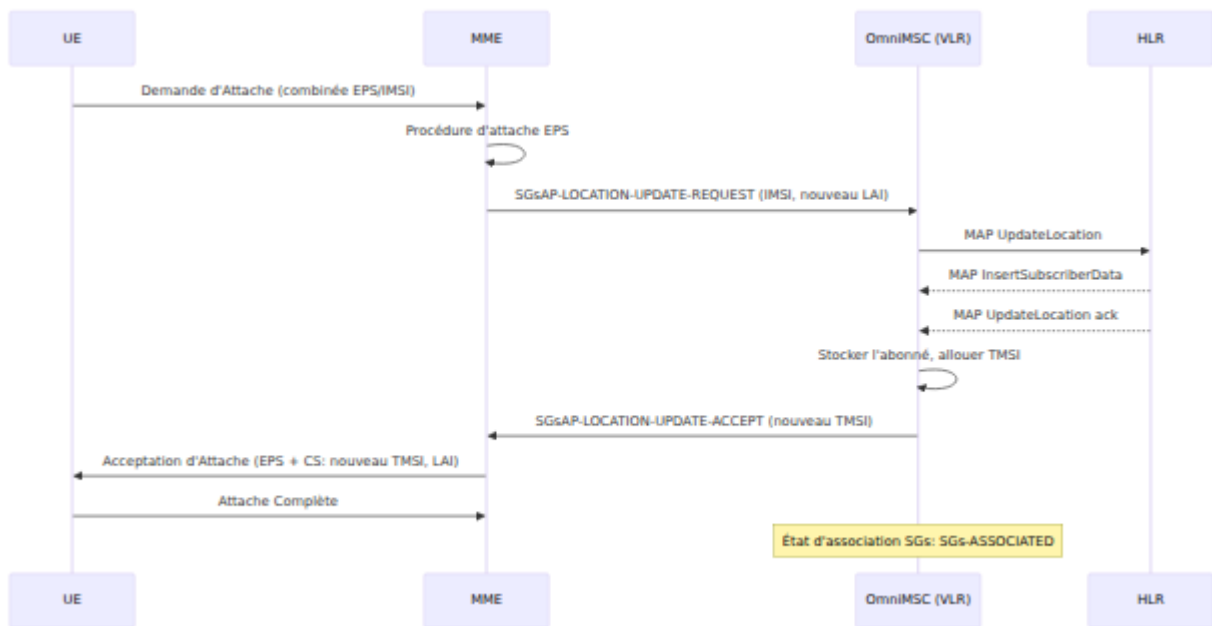 UE
MME
OmniMSC (VLR)
HLR
Demande d'Attache (combinée EPS/IMSI)
Procédure d'attache EPS
SGsAP-LOCATION-UPDATE-REQUEST (IMSI, nouveau LAI)
MAP UpdateLocation
MAP InsertSubscriberData
MAP UpdateLocation ack
Stocker l'abonné, allouer TMSI
SGsAP-LOCATION-UPDATE-ACCEPT (nouveau TMSI)
Acceptation d'Attache (EPS + CS: nouveau TMSI, LAI)
Attache Complète
État d'association SGs: SGs-ASSOCIATED
UE
MME
OmniMSC (VLR)
HLR